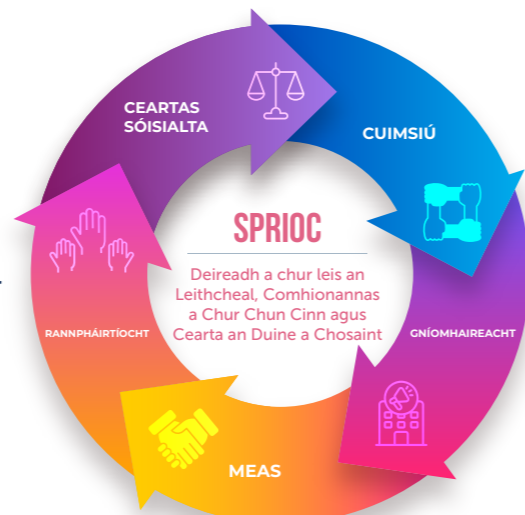 CEARTAS
SÓISIALTA
CUIMSIÚ
SPRIOC
Deireadh a chur leis an
Leithcheal, Comhionannas
a Chur Chun Cinn agus
Cearta an Duine a Chosaint
RANNPHÁIRTÍOCHT
GNÍOMHAIREACHT
MEAS